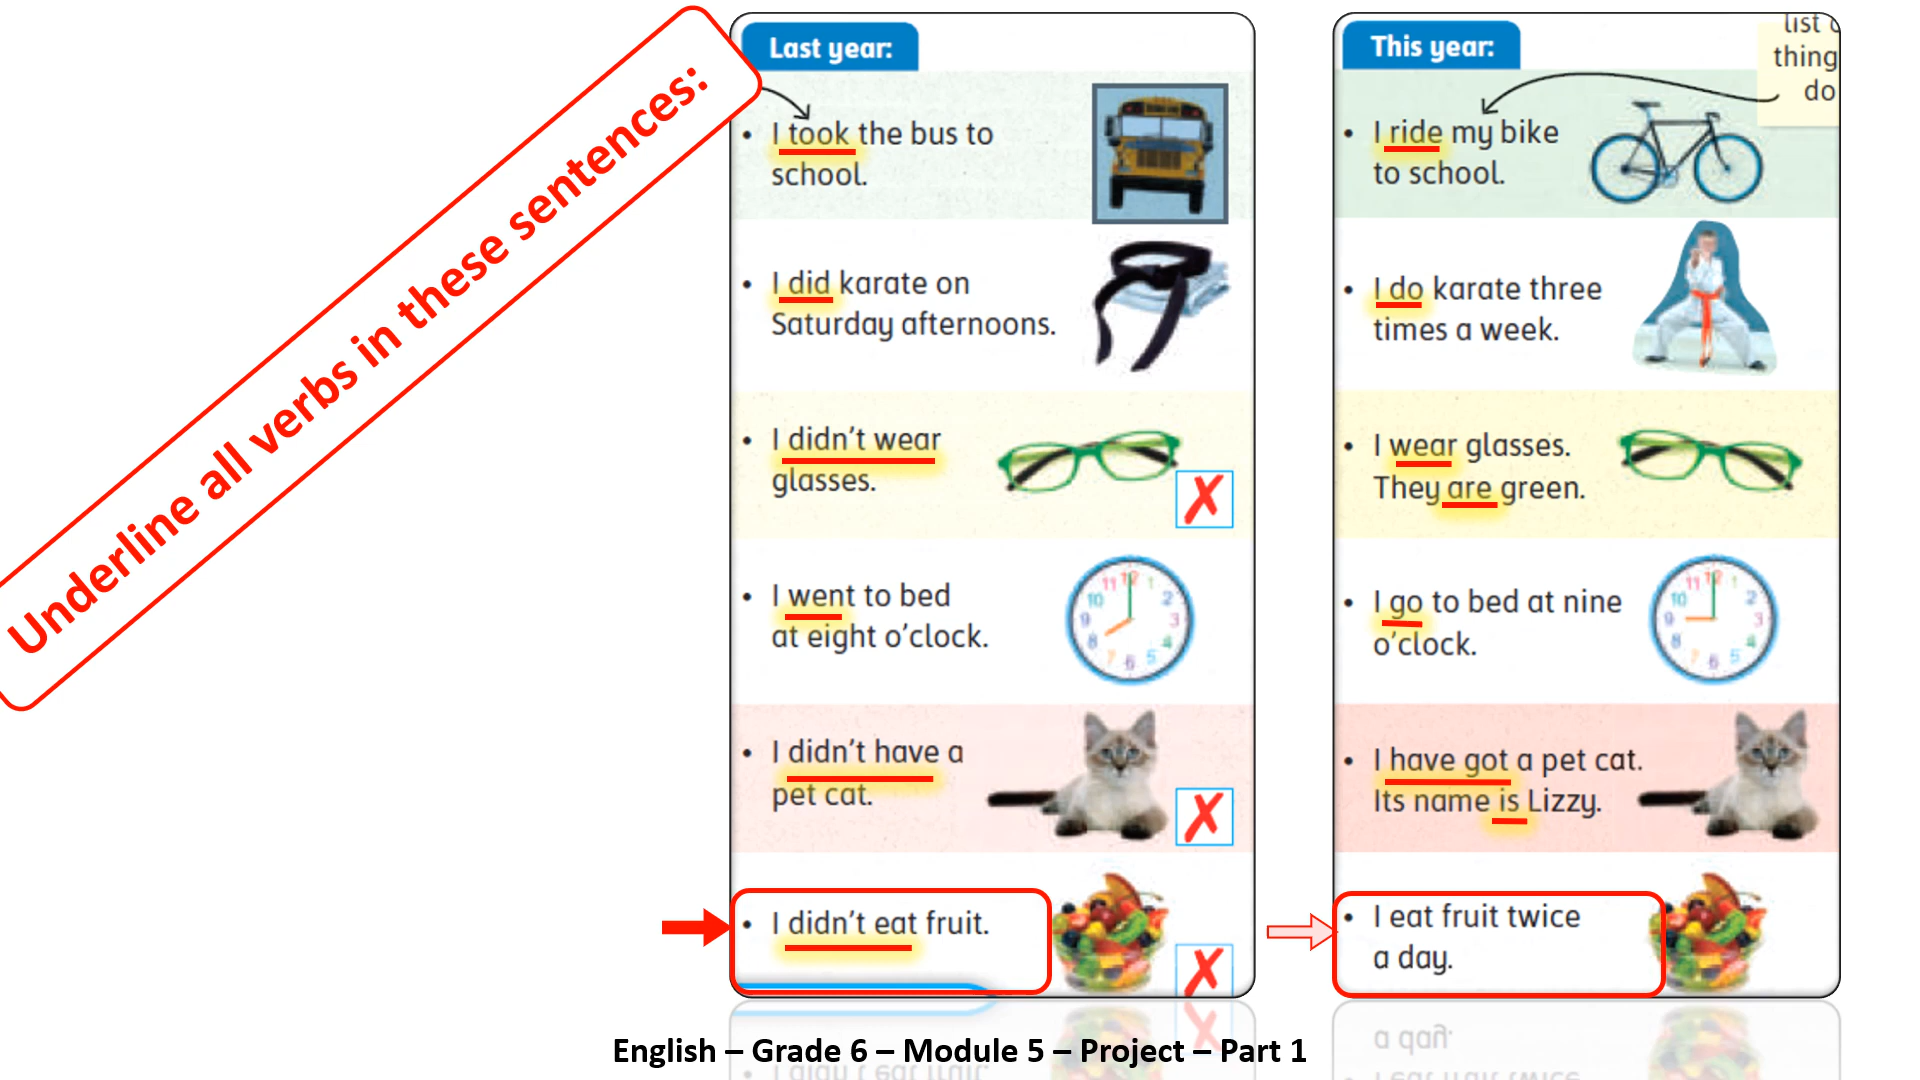 Underline all verbs in these sentences:
Last year:
• I took the bus to
school.
• I did karate on
Saturday afternoons.
• I didn't wear
glasses.
• I went to bed
at eight o'clock.
• I didn't have a
pet cat.
• I didn't eat fruit.
This year:
list
thing
do
• I ride my bike
to school.
• I do karate three
times a week.
• I wear glasses.
They are green.
• I go to bed at nine
o'clock.
• I have got a pet cat.
Its name is Lizzy.
• I eat fruit twice
a day.
English – Grade 6 – Module 5 – Project – Part 1